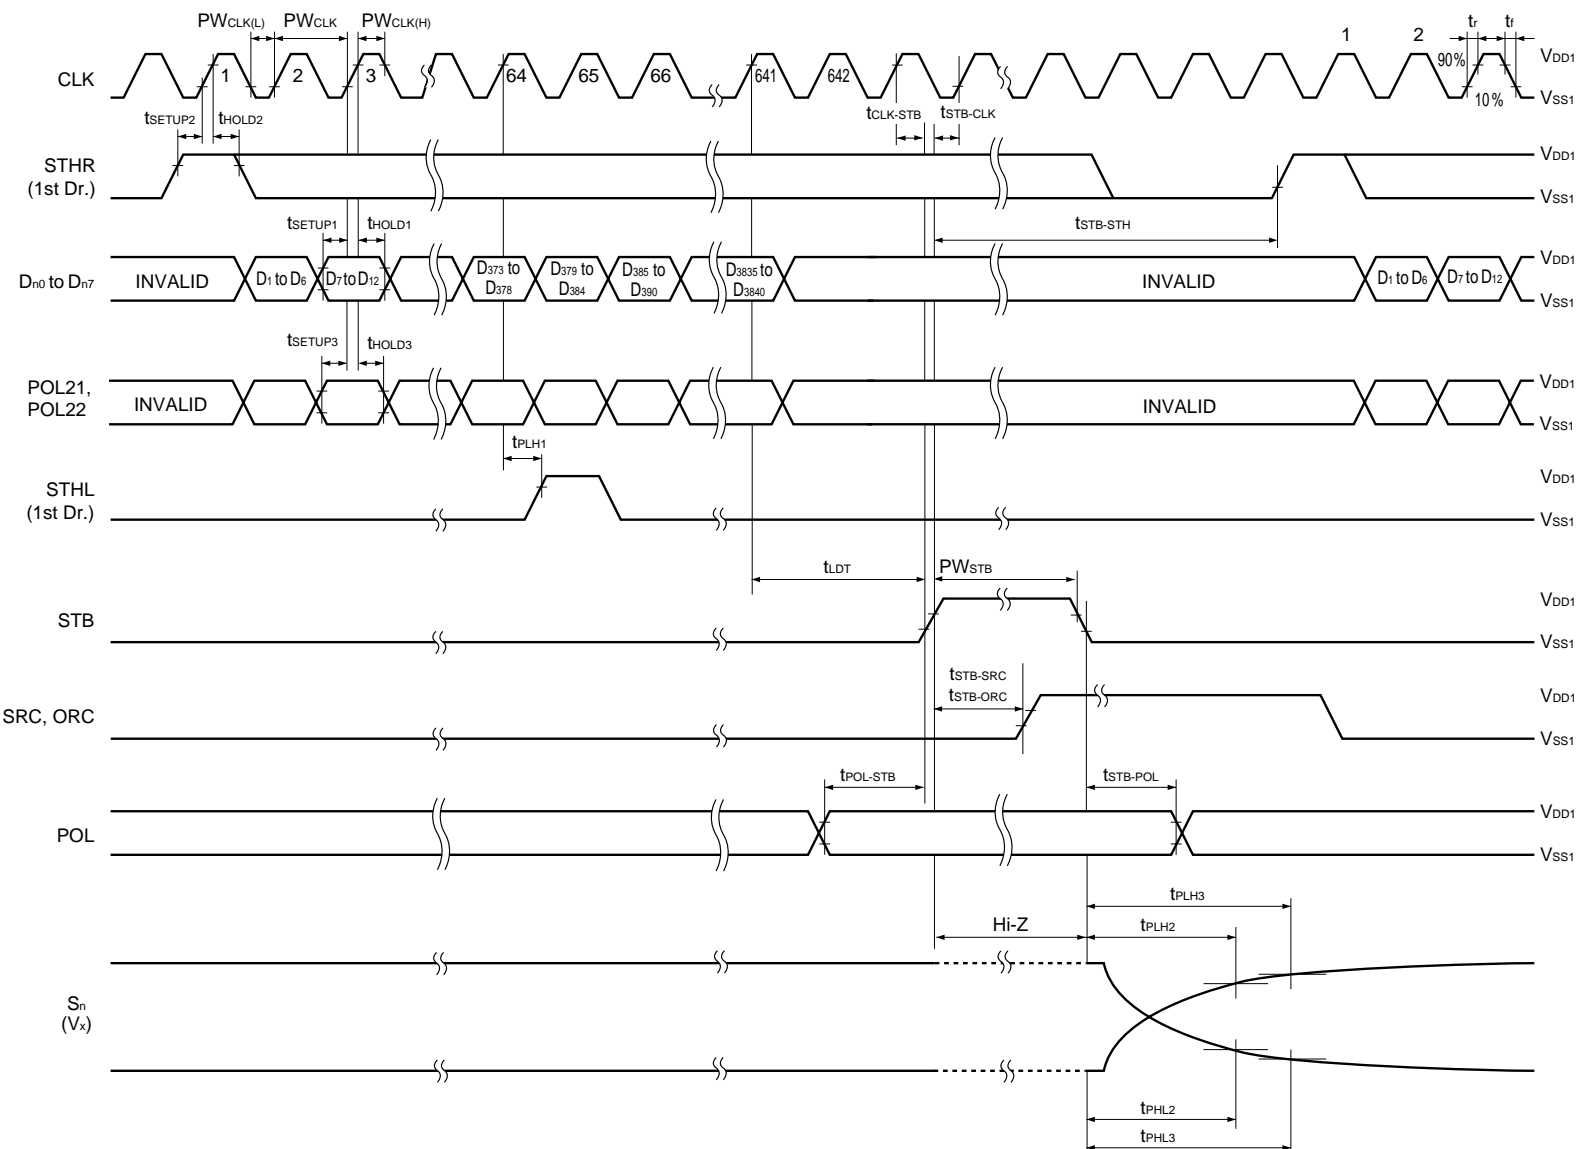 PWCLK(L) PWCLK PWCLK(H)
1 2 tr tf
CLK 1 2 3 64 65 66 641 642 90% 10% VDD1
VSS1
tSETUP2 tHOLD2 tCLK-STB tSTB-CLK
STHR
(1st Dr.)
VDD1
VSS1
tSETUP1 tHOLD1 tSTB-STH
Dn0 to Dn7 INVALID D1 to D6 D7 to D12 D373 to D378 D379 to D384 D385 to D390 D3835 to D3840 INVALID D1 to D6 D7 to D12
VDD1
VSS1
tSETUP3 tHOLD3
POL21,
POL22
INVALID INVALID
VDD1
VSS1
tPLH1
STHL
(1st Dr.)
VDD1
VSS1
tLDT PWSTB
STB
VDD1
VSS1
tSTB-SRC
tSTB-ORC
SRC, ORC
VDD1
VSS1
tPOL-STB tSTB-POL
POL
VDD1
VSS1
tPLH3
Hi-Z tPLH2
Sn
(Vx)
tPHL2
tPHL3